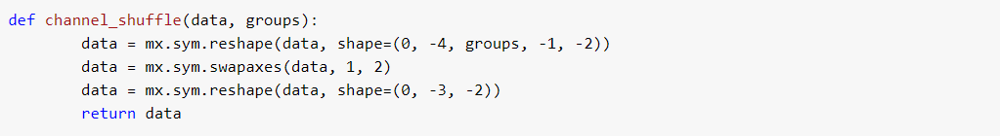 def channel_shuffle(data, groups):
        data = mx.sym.reshape(data, shape=(0, -4, groups, -1, -2))
        data = mx.sym.swapaxes(data, 1, 2)
        data = mx.sym.reshape(data, shape=(0, -3, -2))
        return data